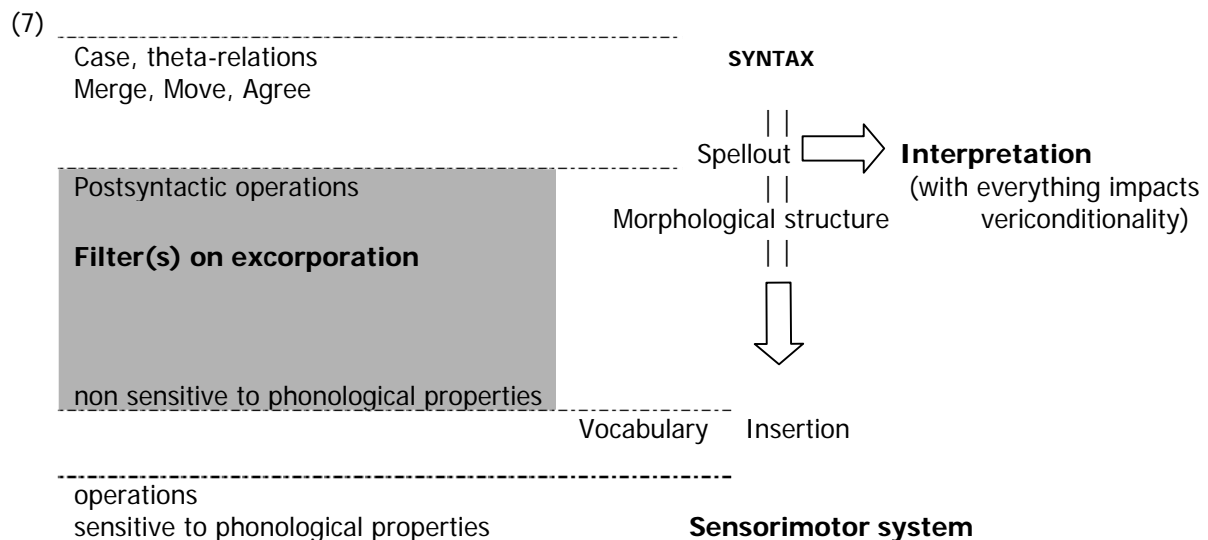 (7)
Case, theta-relations SYNTAX
Merge, Move, Agree
Spellout Interpretation
Postsyntactic operations (with everything impacts
Morphological structure vericonditionality)
Filter(s) on excorporation
non sensitive to phonological properties
Vocabulary Insertion
operations
sensitive to phonological properties Sensorimotor system